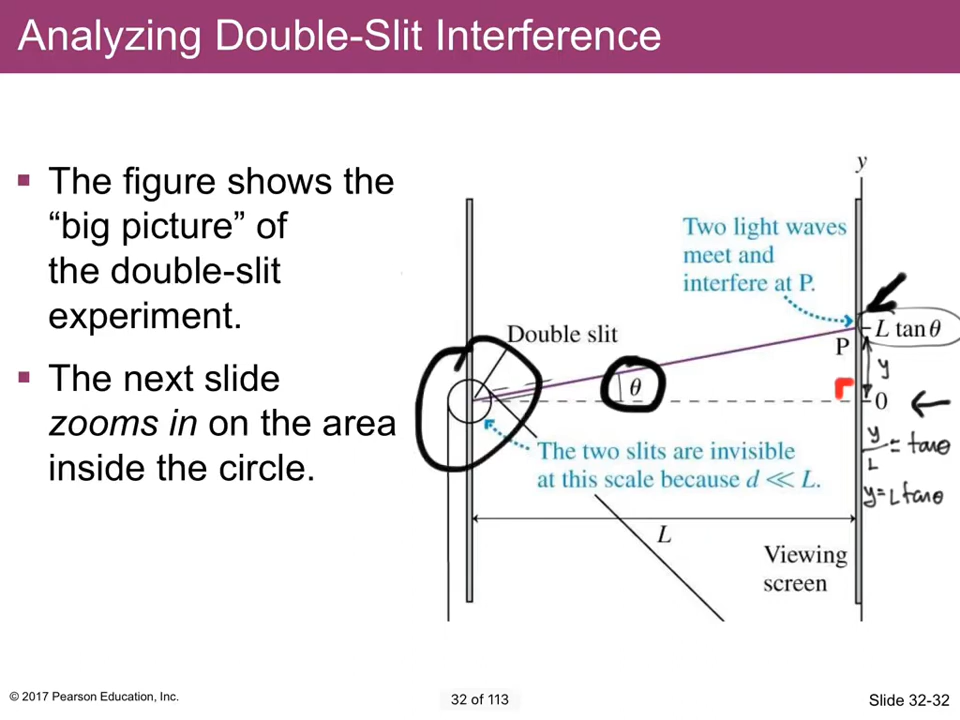 Analyzing Double-Slit Interference
▪ The figure shows the
“big picture” of
the double-slit
experiment.
▪ The next slide
zooms in on the area
inside the circle.
y
Two light waves
meet and
interfere at P.
Double slit
L tanθ
P
y
θ
0
y/L = tanθ
y=Ltanθ
The two slits are invisible
at this scale because d ≪ L.
L
Viewing
screen
© 2017 Pearson Education, Inc.
32 of 113
Slide 32-32